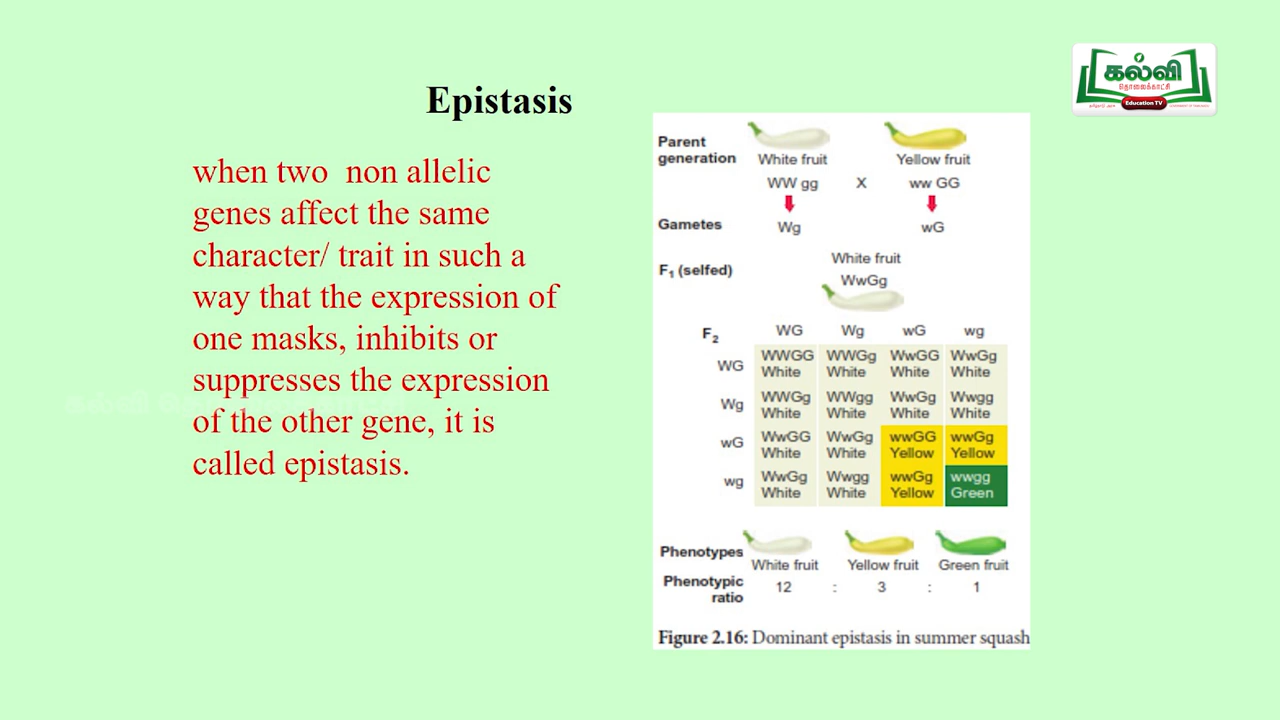 கல்வி
தொலைக்காட்சி
Education TV
Epistasis
when two non allelic
genes affect the same
character/ trait in such a
way that the expression of
one masks, inhibits or
suppresses the expression
of the other gene, it is
called epistasis.
Parent generation
White fruit Yellow fruit
WW gg X ww GG
Gametes Wg wG
White fruit
F₁ (selfed) WwGg
F₂ WG Wg wG wg
WG WWGG WWGg WwGG WwGg
White White White White
Wg WWGg WWgg WwGg Wwgg
White White White White
wG WwGG WwGg wwGG wwGg
White White Yellow Yellow
wg WwGg Wwgg wwGg wwgg
White White Yellow Green
Phenotypes White fruit Yellow fruit Green fruit
Phenotypic ratio 12 : 3 : 1
Figure 2.16: Dominant epistasis in summer squash